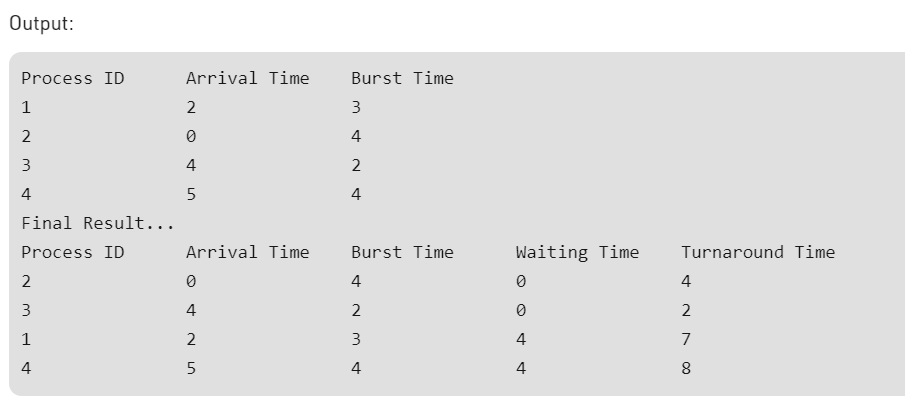 Output:
Process ID Arrival Time Burst Time
1 2 3
2 0 4
3 4 2
4 5 4
Final Result...
Process ID Arrival Time Burst Time Waiting Time Turnaround Time
2 0 4 0 4
3 4 2 0 2
1 2 3 4 7
4 5 4 4 8